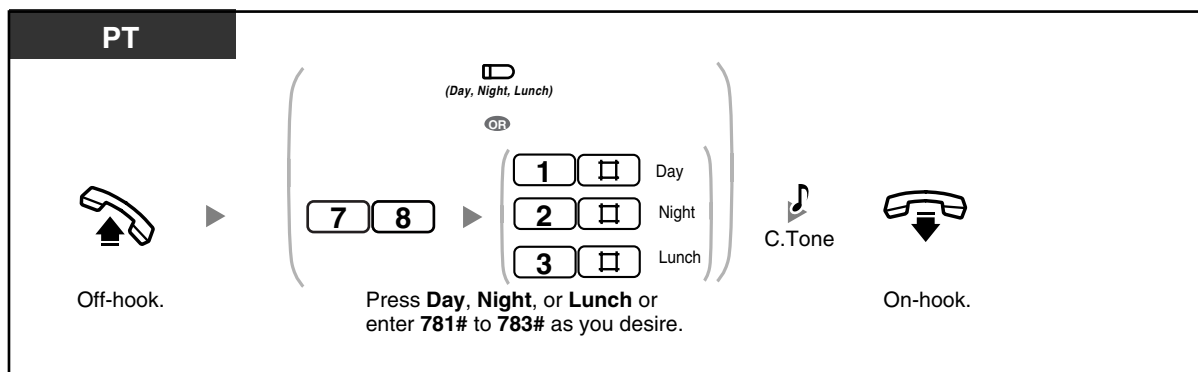 PT
(Day, Night, Lunch)
OR
1 # Day
7 8
2 # Night
3 # Lunch
C.Tone
Off-hook.
Press Day, Night, or Lunch or
enter 781# to 783# as you desire.
On-hook.